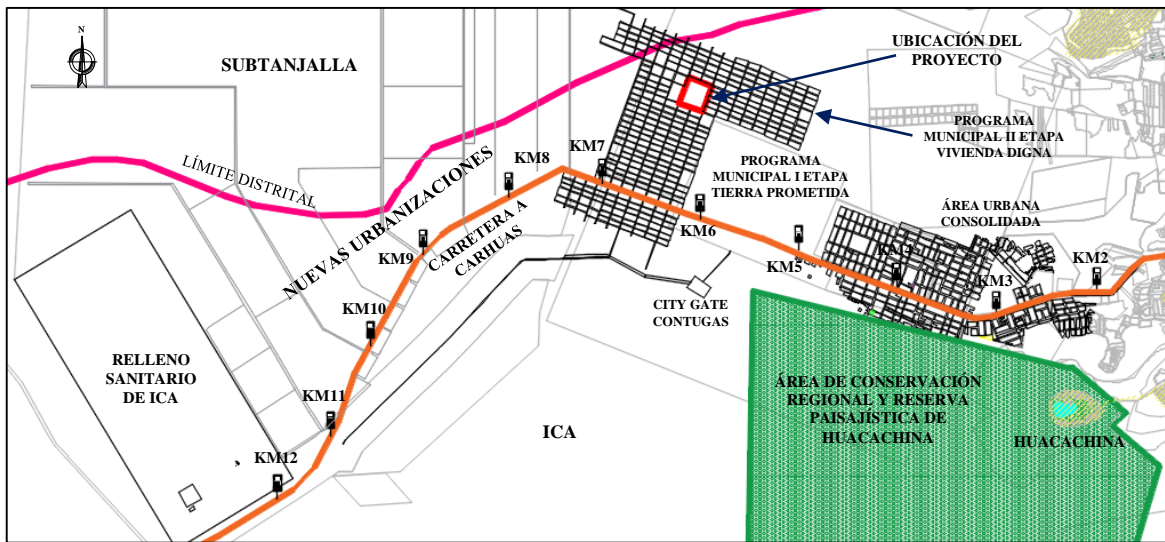 N
SUBTANJALLA
UBICACIÓN DEL
PROYECTO
PROGRAMA
MUNICIPAL II ETAPA
VIVIENDA DIGNA
LÍMITE DISTRITAL
NUEVAS URBANIZACIONES
CARRETERA A
CARHUAS
KM8
KM7
PROGRAMA
MUNICIPAL I ETAPA
TIERRA PROMETIDA
KM6
ÁREA URBANA
CONSOLIDADA
KM9
KM5
KM4
KM3
KM2
CITY GATE
CONTUGAS
KM10
RELLENO
SANITARIO
DE ICA
KM11
KM12
ICA
ÁREA DE CONSERVACIÓN
REGIONAL Y RESERVA
PAISAJÍSTICA DE
HUACACHINA
HUACACHINA